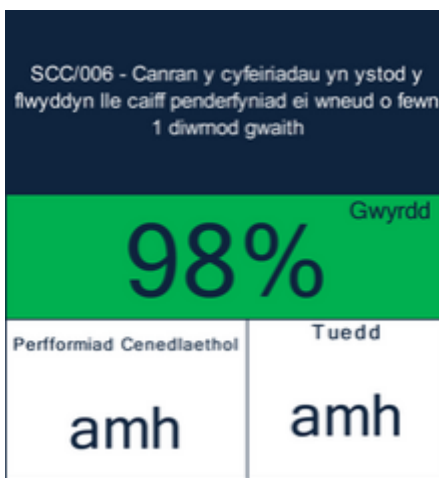 SCC/006 - Canran y cyfeiriadau yn ystod y
flwyddyn lle caiff penderfyniad ei wneud o fewn
1 diwrnod gwaith
Gwyrdd
98%
Perfformiad Cenedlaethol
amh
Tuedd
amh